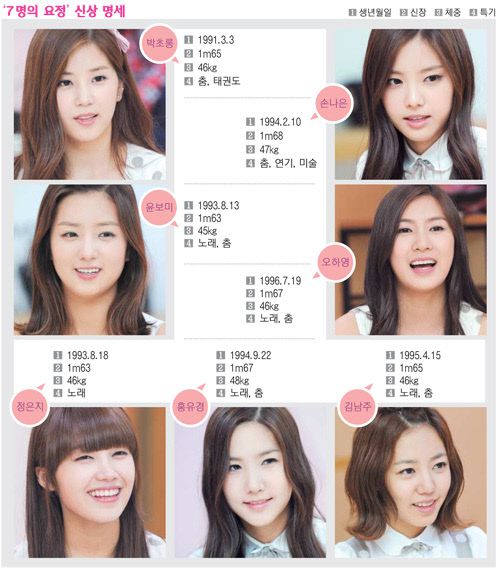 '7명의 요정' 신상 명세
1 생년월일 2 신장 3 체중 4 특기
박초롱
1 1991.3.3
2 1m65
3 46kg
4 춤, 태권도
손나은
1 1994.2.10
2 1m68
3 47kg
4 춤, 연기, 미술
윤보미
1 1993.8.13
2 1m63
3 45kg
4 노래, 춤
오하영
1 1996.7.19
2 1m67
3 46kg
4 노래, 춤
정은지
1 1993.8.18
2 1m63
3 46kg
4 노래
홍유경
1 1994.9.22
2 1m67
3 48kg
4 노래, 춤
김남주
1 1995.4.15
2 1m65
3 46kg
4 노래, 춤